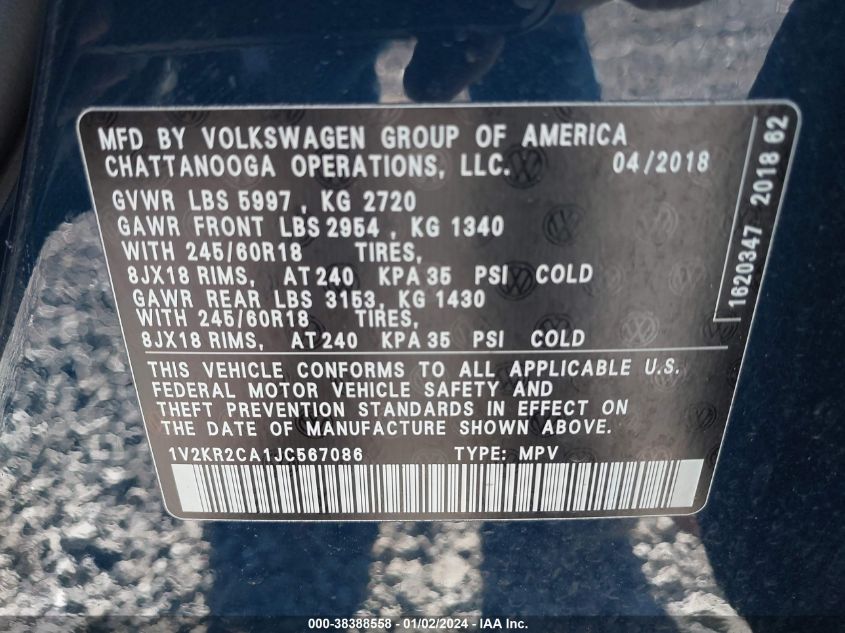 MFD BY VOLKSWAGEN GROUP OF AMERICA
CHATTANOOGA OPERATIONS, LLC. 04/2018
GVWR LBS 5997 , KG 2720
GAWR FRONT LBS 2954 , KG 1340
WITH 245/60R18 TIRES,
8JX18 RIMS, AT 240 KPA 35 PSI COLD
GAWR REAR LBS 3153, KG 1430
WITH 245/60R18 TIRES,
8JX18 RIMS, AT 240 KPA 35 PSI COLD
THIS VEHICLE CONFORMS TO ALL APPLICABLE U.S.
FEDERAL MOTOR VEHICLE SAFETY AND
THEFT PREVENTION STANDARDS IN EFFECT ON
THE DATE OF MANUFACTURE SHOWN ABOVE.
1V2KR2CA1JC567086 TYPE: MPV
1620347 2018 62
000-38388558 - 01/02/2024 - IAA Inc.